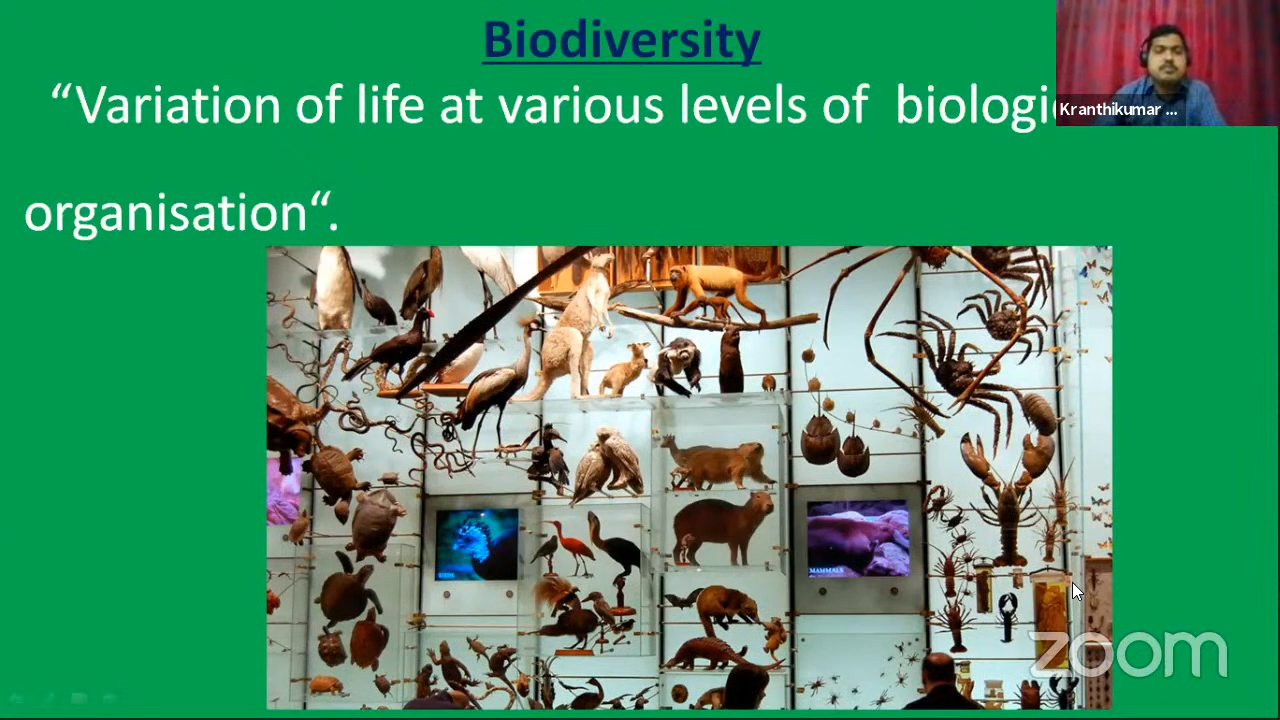 Biodiversity
“Variation of life at various levels of biologi
Kranthikumar ...
organisation“.
MAMMALS
zoom